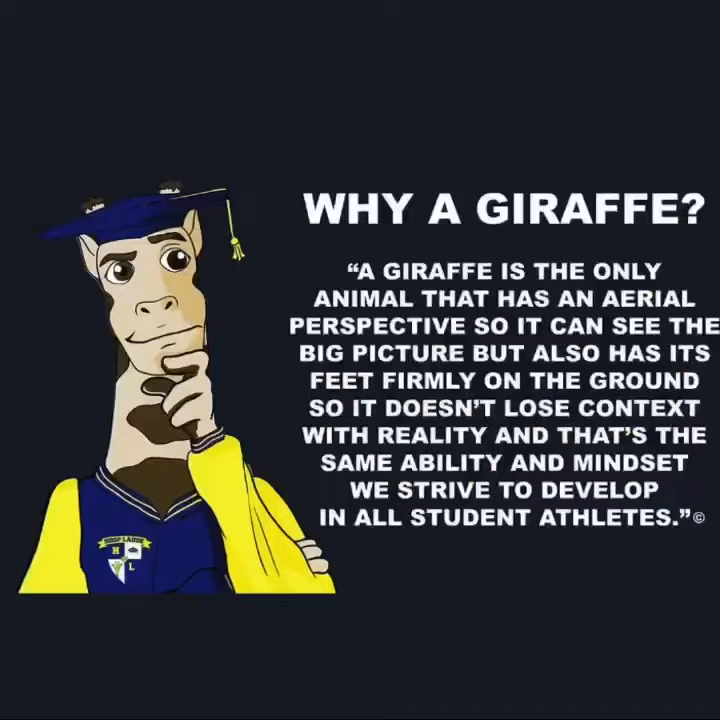 WHY A GIRAFFE?
“A GIRAFFE IS THE ONLY
ANIMAL THAT HAS AN AERIAL
PERSPECTIVE SO IT CAN SEE THE
BIG PICTURE BUT ALSO HAS ITS
FEET FIRMLY ON THE GROUND
SO IT DOESN’T LOSE CONTEXT
WITH REALITY AND THAT’S THE
SAME ABILITY AND MINDSET
WE STRIVE TO DEVELOP
IN ALL STUDENT ATHLETES.”©
H
L